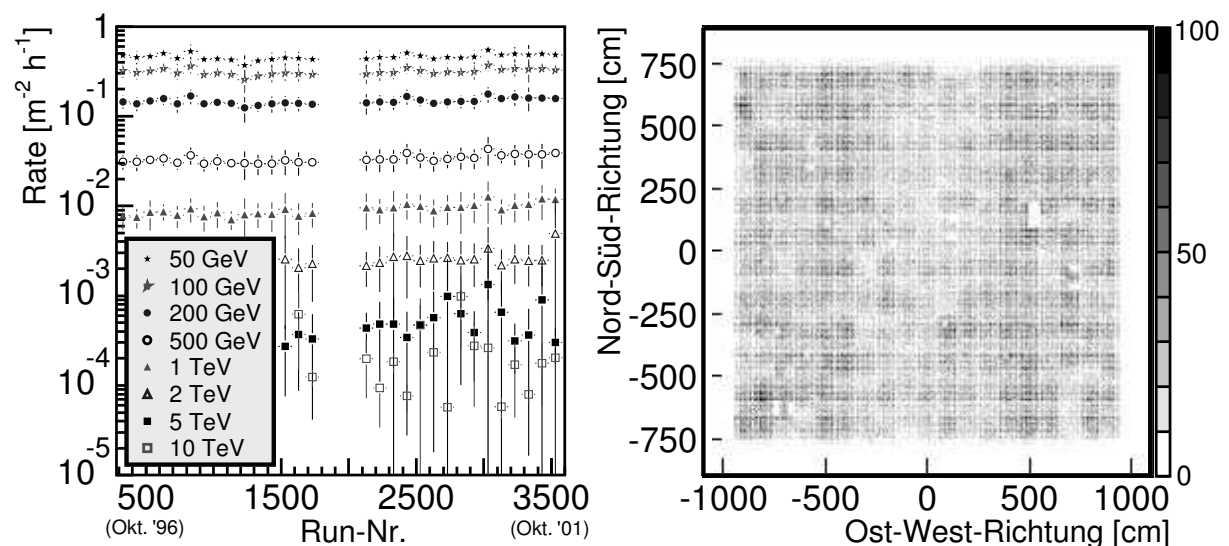 Rate [m⁻² h⁻¹]
1
10⁻¹
10⁻²
10⁻³
10⁻⁴
10⁻⁵
50 GeV
100 GeV
200 GeV
500 GeV
1 TeV
2 TeV
5 TeV
10 TeV
500 1500 2500 3500
(Okt. '96) Run-Nr. (Okt. '01)
Nord-Süd-Richtung [cm]
750
500
250
0
-250
-500
-750
-1000 -500 0 500 1000
Ost-West-Richtung [cm]
100
50
0